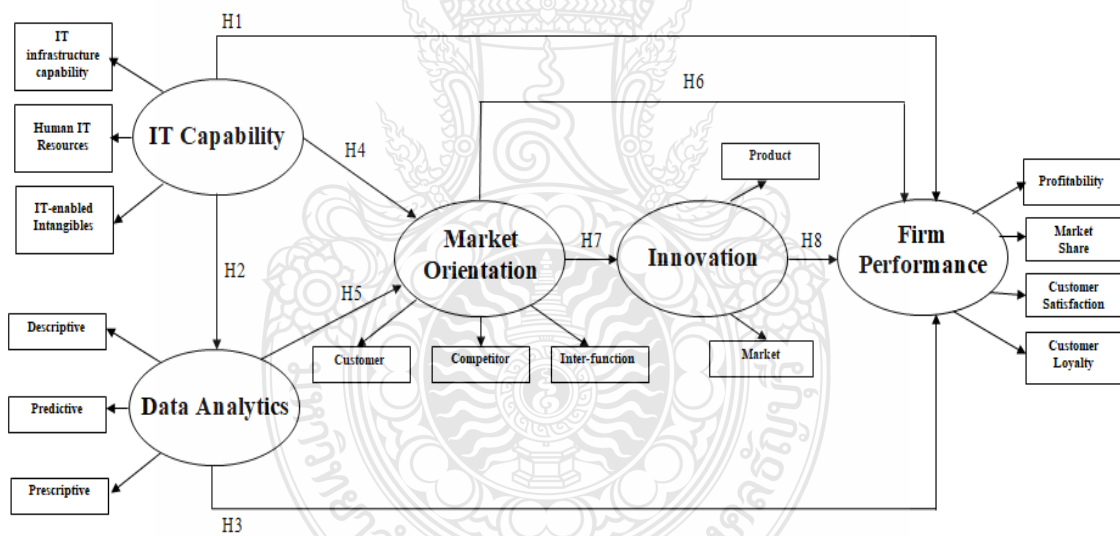 H1
IT
infrastructure
capability
H6
Human IT
Resources
IT Capability
H4
Product
Profitability
IT-enabled
Intangibles
Market
Orientation
H7
Innovation
H8
Firm
Performance
Market
Share
H2
H5
Customer
Satisfaction
Descriptive
Customer
Competitor
Inter-function
Market
Customer
Loyalty
Predictive
Data Analytics
Prescriptive
H3